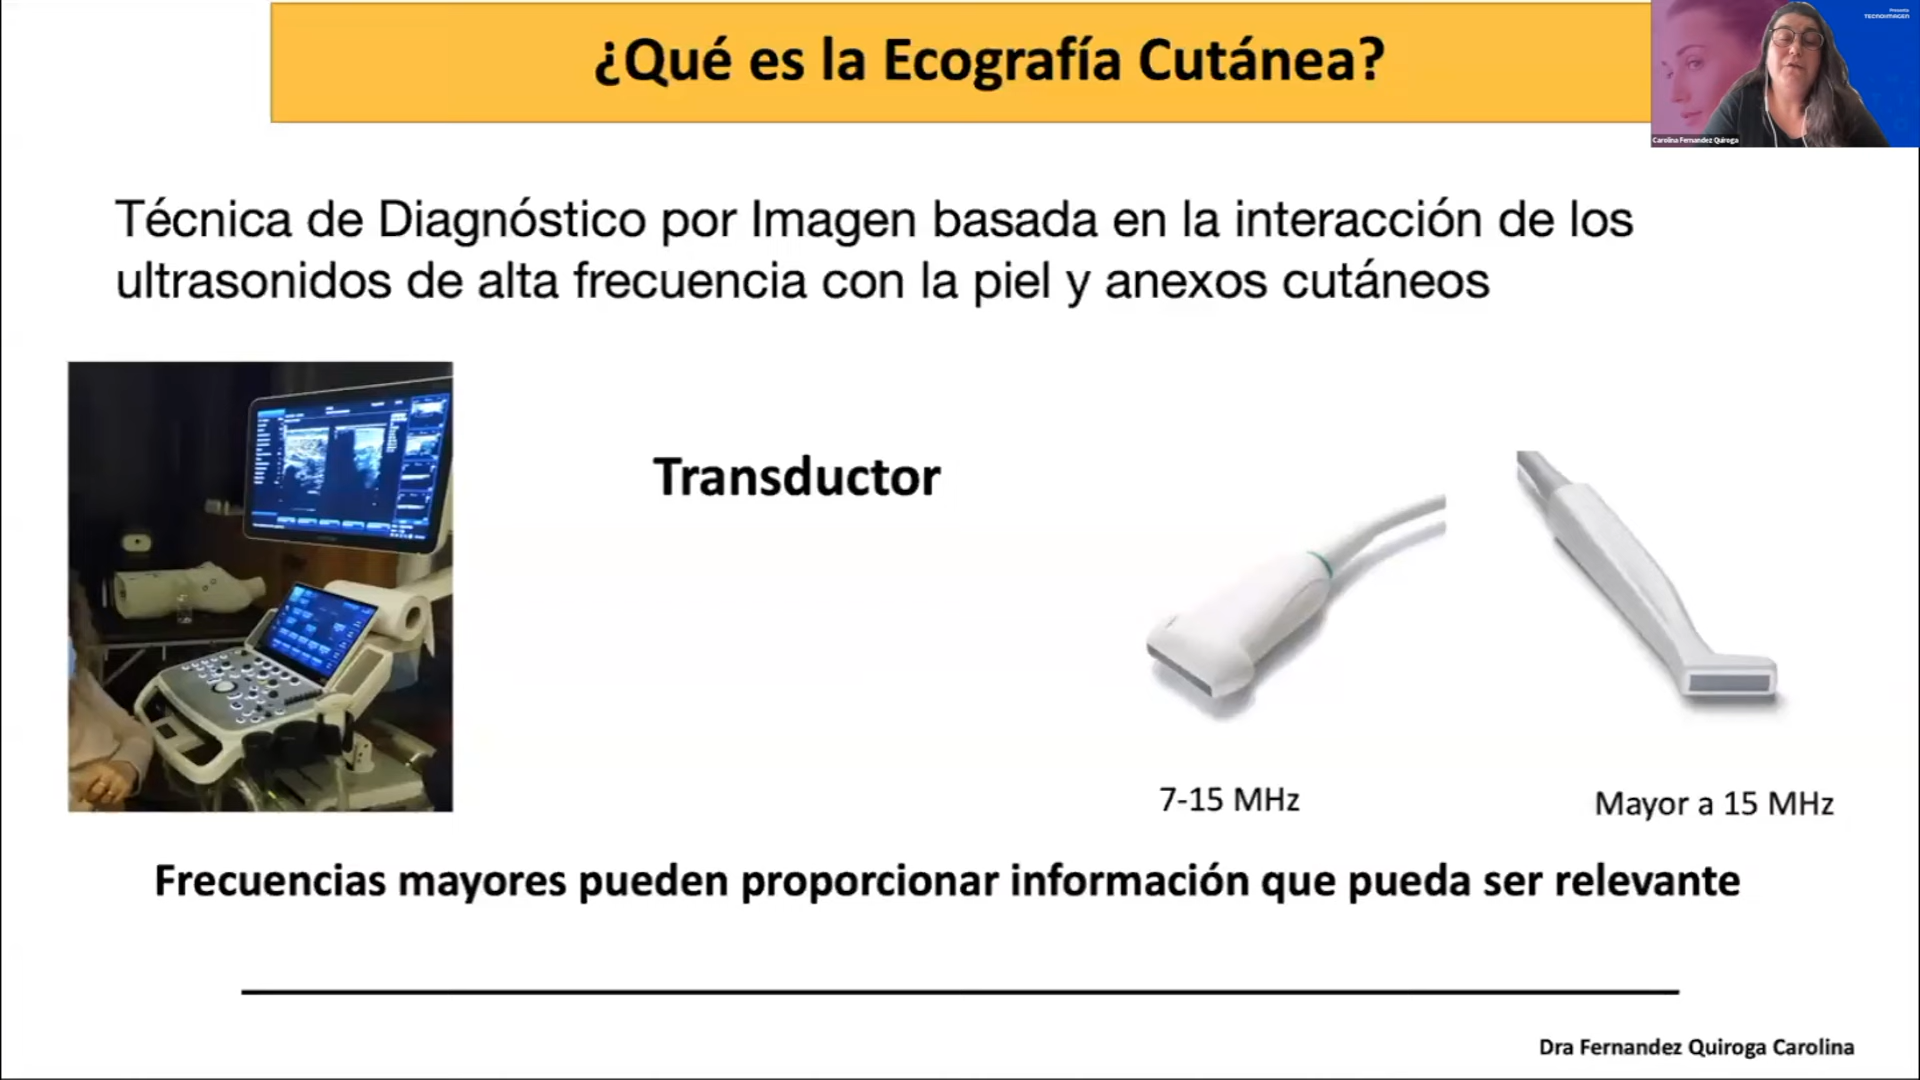 ¿Qué es la Ecografía Cutánea?
Presenta
TECNOIMAGEN
Carolina Fernandez Quiroga
Técnica de Diagnóstico por Imagen basada en la interacción de los
ultrasonidos de alta frecuencia con la piel y anexos cutáneos
Transductor
7-15 MHz
Mayor a 15 MHz
Frecuencias mayores pueden proporcionar información que pueda ser relevante
Dra Fernandez Quiroga Carolina